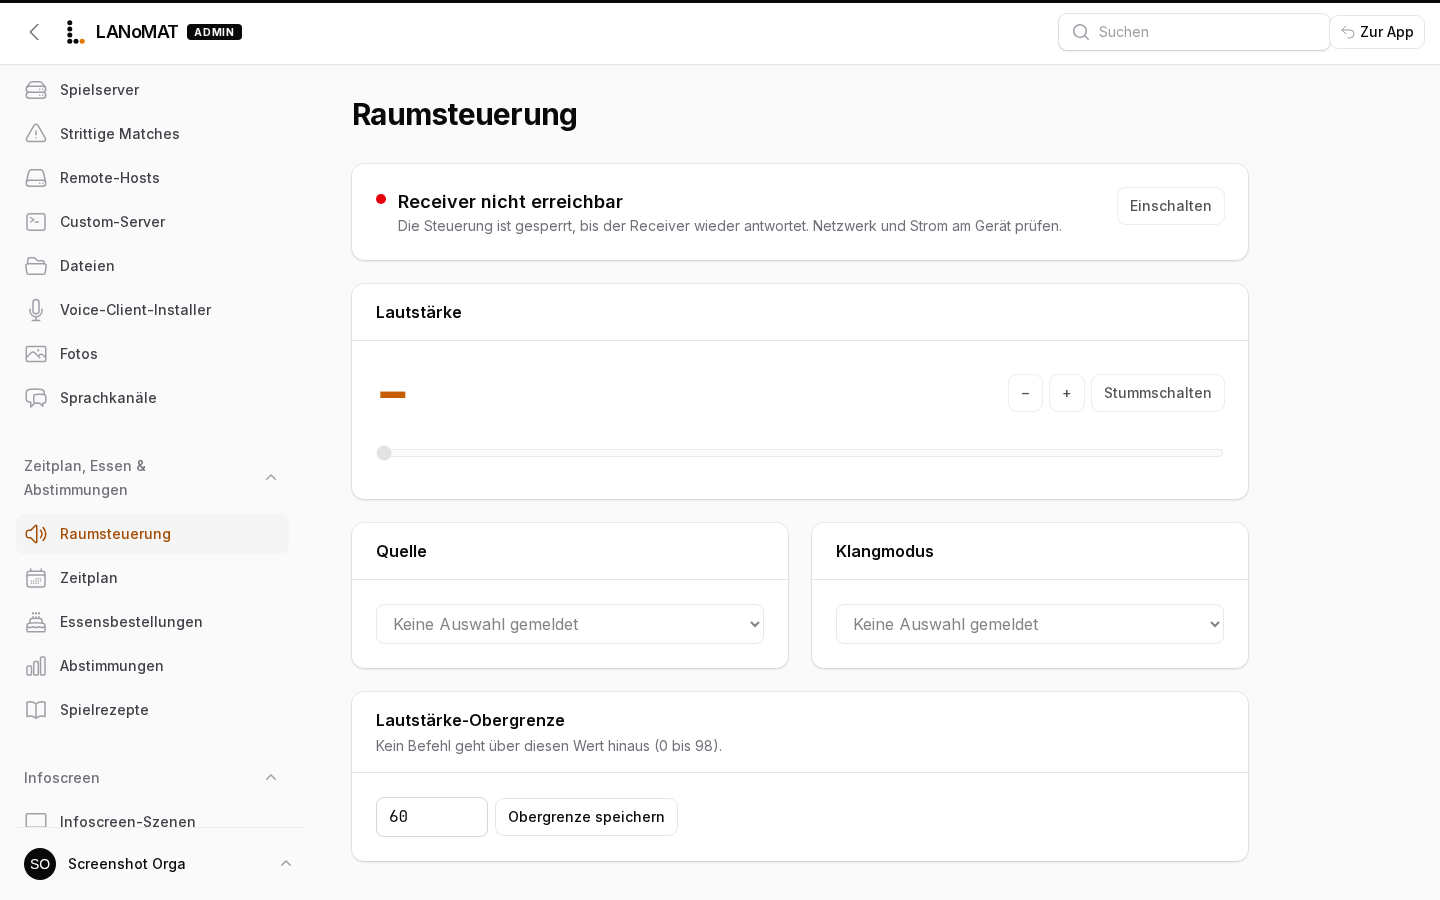 LANoMAT ADMIN
Suchen
Zur App
Spielserver
Strittige Matches
Remote-Hosts
Custom-Server
Dateien
Voice-Client-Installer
Fotos
Sprachkanäle
Zeitplan, Essen &
Abstimmungen
Raumsteuerung
Zeitplan
Essensbestellungen
Abstimmungen
Spielrezepte
Infoscreen
Infoscreen-Szenen
SO Screenshot Orga
Raumsteuerung
Receiver nicht erreichbar
Die Steuerung ist gesperrt, bis der Receiver wieder antwortet. Netzwerk und Strom am Gerät prüfen.
Einschalten
Lautstärke
—
− + Stummschalten
Quelle
Keine Auswahl gemeldet
Klangmodus
Keine Auswahl gemeldet
Lautstärke-Obergrenze
Kein Befehl geht über diesen Wert hinaus (0 bis 98).
60 Obergrenze speichern